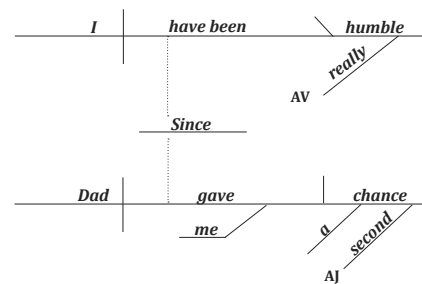 I have been humble
really
AV
Since
Dad gave chance
me a second
AJ